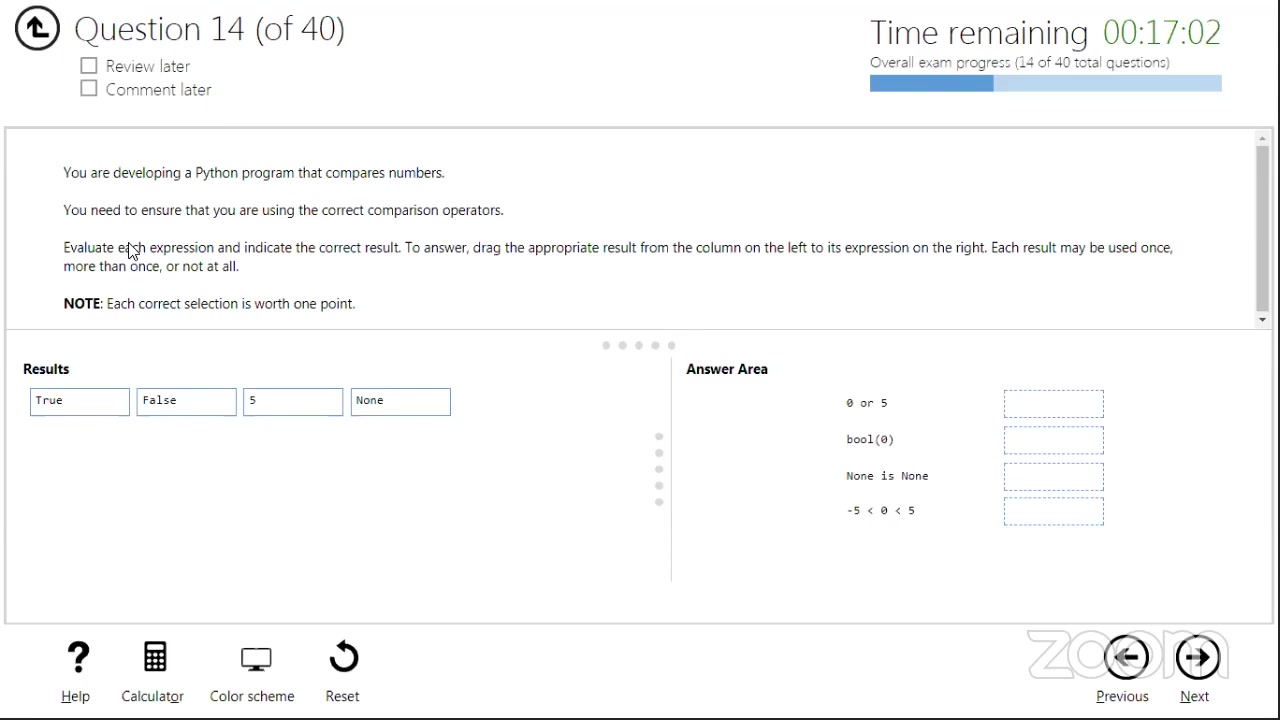 Question 14 (of 40)
Review later
Comment later
Time remaining 00:17:02
Overall exam progress (14 of 40 total questions)
You are developing a Python program that compares numbers.
You need to ensure that you are using the correct comparison operators.
Evaluate each expression and indicate the correct result. To answer, drag the appropriate result from the column on the left to its expression on the right. Each result may be used once,
more than once, or not at all.
NOTE: Each correct selection is worth one point.
Results
True False 5 None
Answer Area
0 or 5
bool(0)
None is None
-5 < 0 < 5
Help Calculator Color scheme Reset
zoom
Previous Next